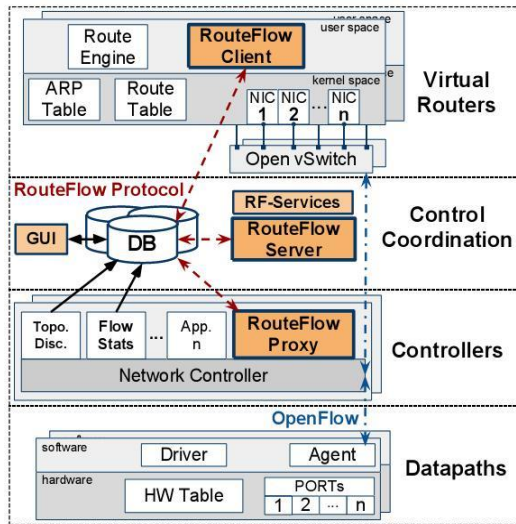 user space
user space
Route
Engine
RouteFlow
Client
kernel space
ARP
Table
Route
Table
NIC
1
NIC
2
...
NIC
n
Virtual
Routers
Open vSwitch
RouteFlow Protocol
RF-Services
GUI
DB
RouteFlow
Server
Control
Coordination
Topo.
Disc.
Flow
Stats
...
App.
n
RouteFlow
Proxy
Controllers
Network Controller
OpenFlow
software
Driver
Agent
Datapaths
hardware
HW Table
PORTs
1 2 ... n